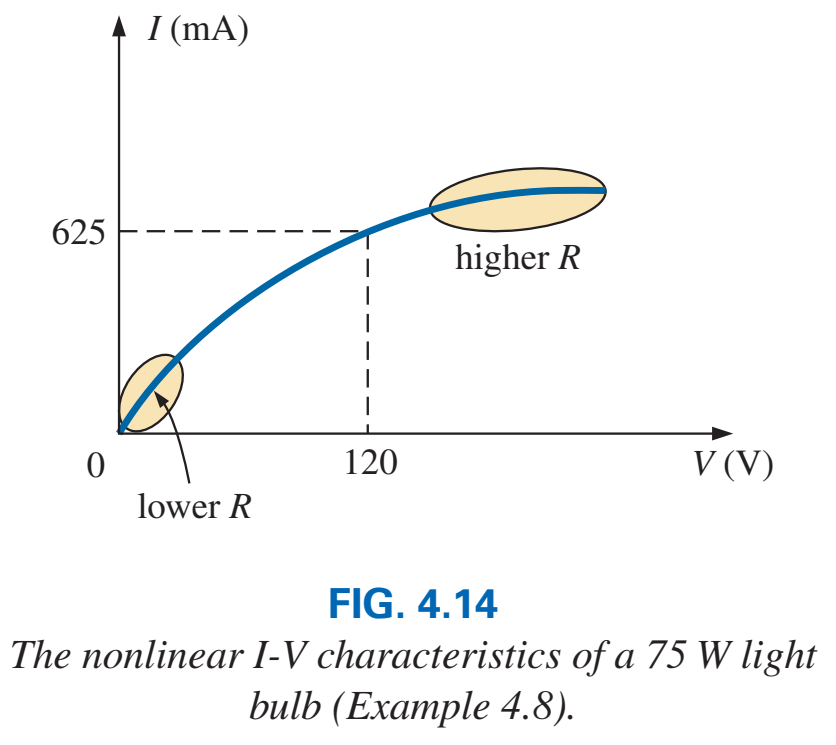 I (mA)
625
higher R
0
120
V (V)
lower R
FIG. 4.14
The nonlinear I-V characteristics of a 75 W light
bulb (Example 4.8).